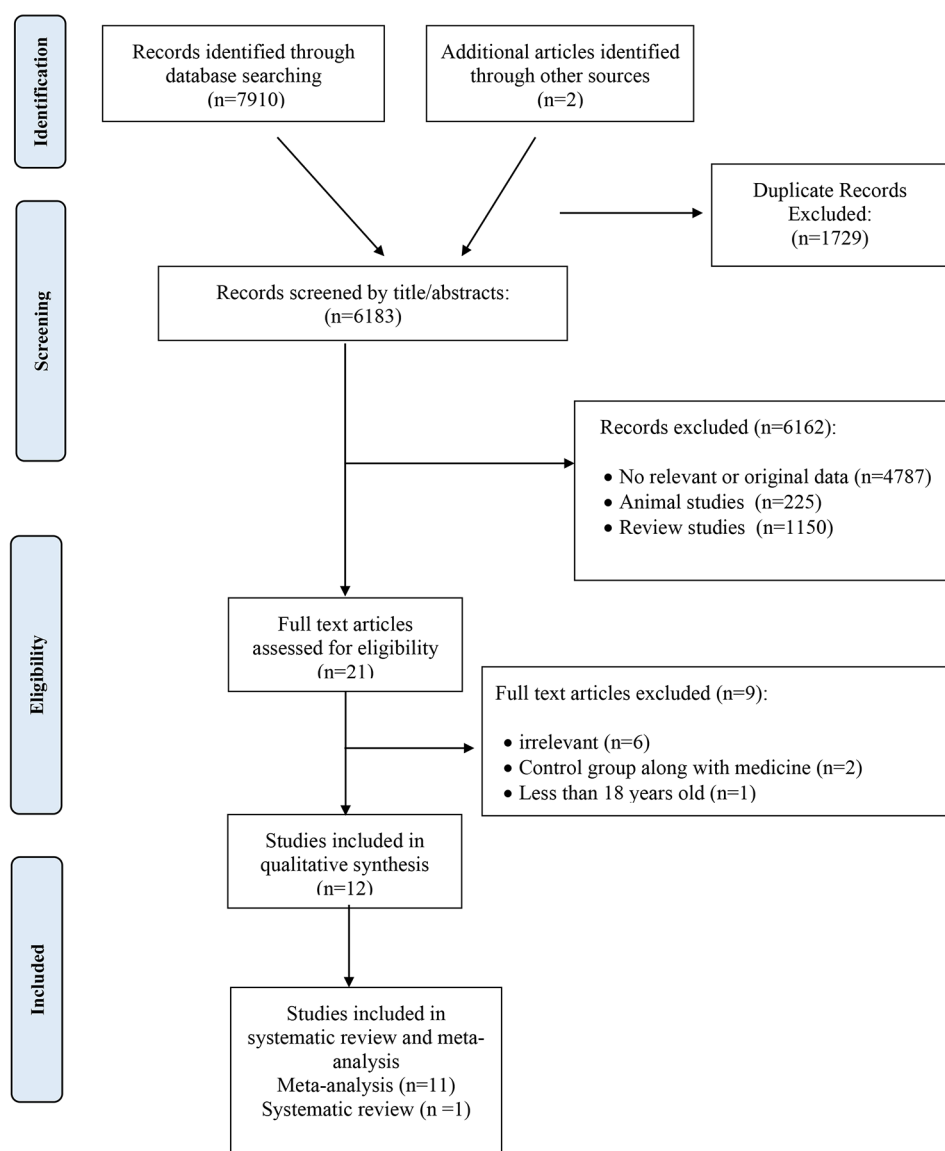 Identification
Records identified through
database searching
(n=7910)
Additional articles identified
through other sources
(n=2)
Duplicate Records
Excluded:
(n=1729)
Screening
Records screened by title/abstracts:
(n=6183)
Records excluded (n=6162):
• No relevant or original data (n=4787)
• Animal studies (n=225)
• Review studies (n=1150)
Eligibility
Full text articles
assessed for eligibility
(n=21)
Full text articles excluded (n=9):
• irrelevant (n=6)
• Control group along with medicine (n=2)
• Less than 18 years old (n=1)
Studies included in
qualitative synthesis
(n=12)
Included
Studies included in
systematic review and meta-
analysis
Meta-analysis (n=11)
Systematic review (n =1)